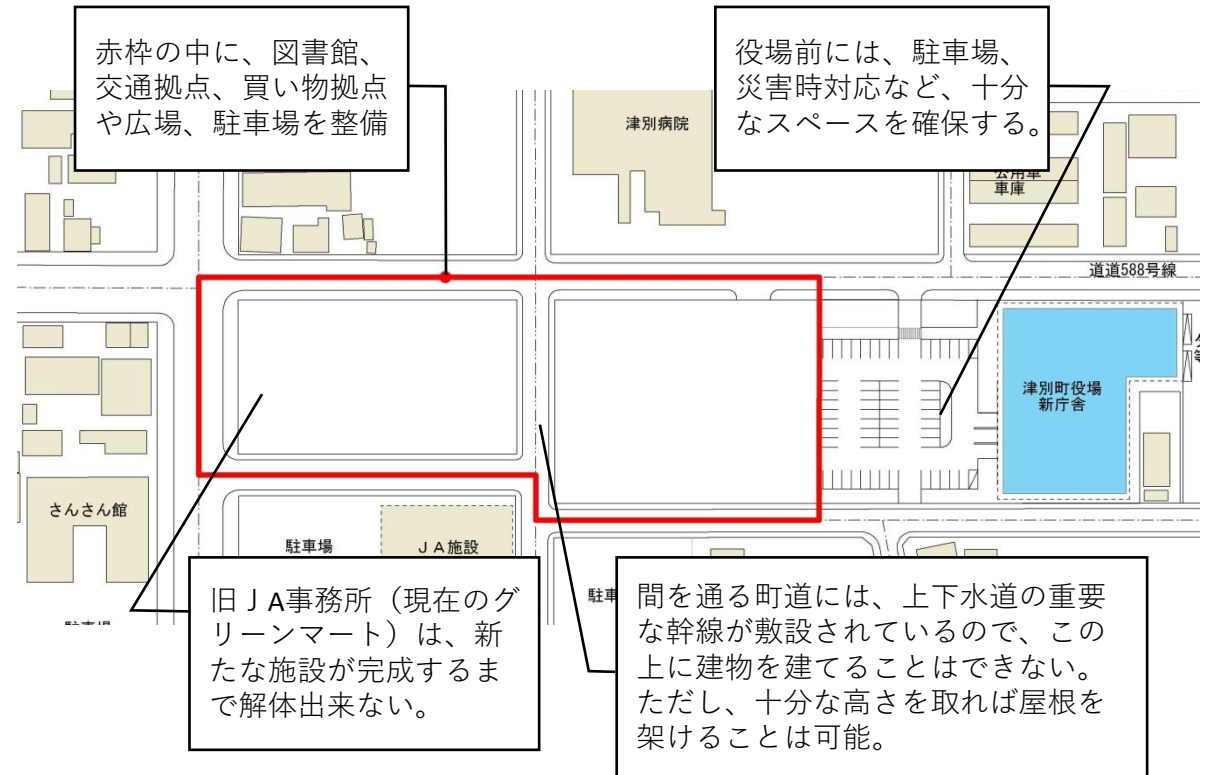 赤枠の中に、図書館、
交通拠点、買い物拠点
や広場、駐車場を整備
役場前には、駐車場、
災害時対応など、十分
なスペースを確保する。
津別病院
車庫
道道588号線
津別町役場
新庁舎
さんさん館
駐車場
ＪＡ施設
旧ＪA事務所（現在のグ
リーンマート）は、新
たな施設が完成するま
で解体出来ない。
間を通る町道には、上下水道の重要
な幹線が敷設されているので、この
上に建物を建てることはできない。
ただし、十分な高さを取れば屋根を
架けることは可能。